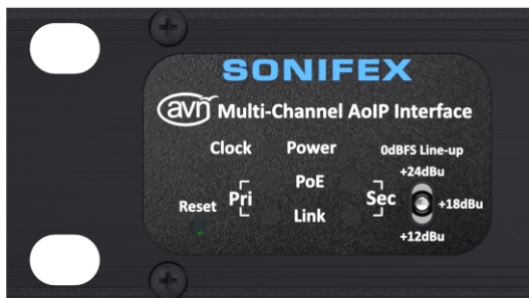 SONIFEX
avn Multi-Channel AoIP Interface
Clock Power 0dBFS Line-up
+24dBu
PoE
Pri Sec
+18dBu
Reset
Link
+12dBu